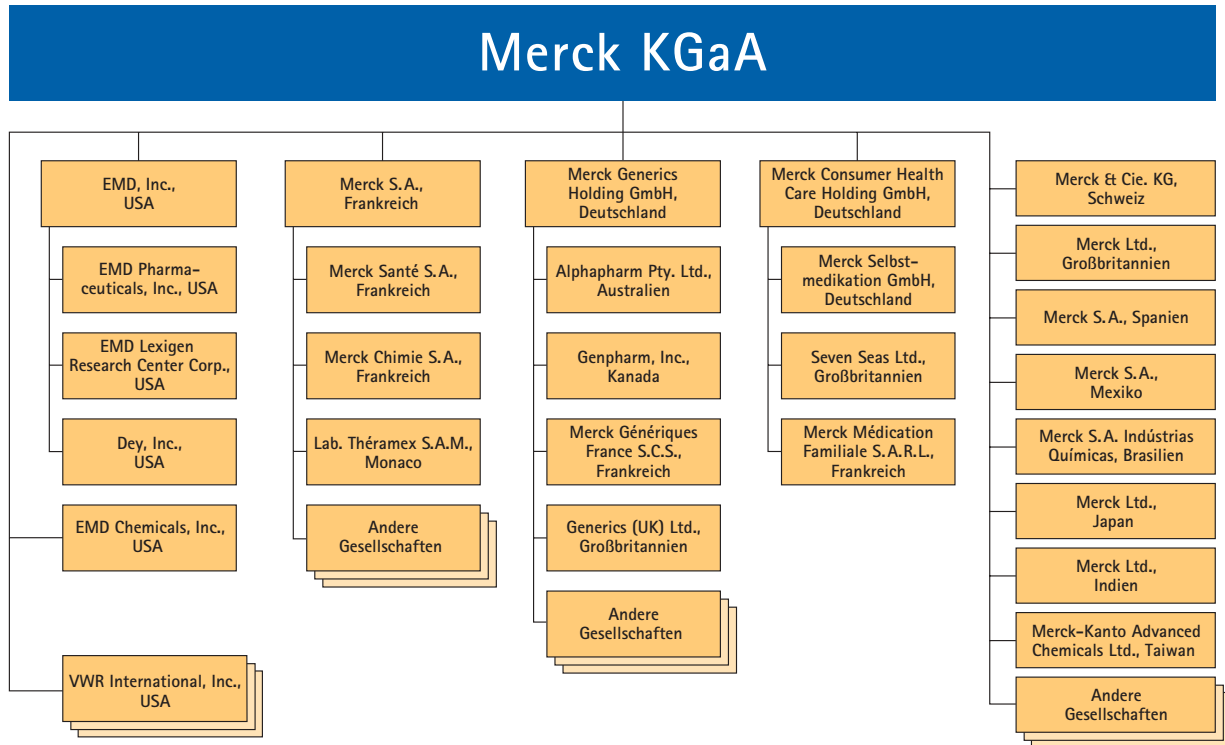 Merck KGaA
EMD, Inc.,
USA
EMD Pharma-
ceuticals, Inc., USA
EMD Lexigen
Research Center Corp.,
USA
Dey, Inc.,
USA
EMD Chemicals, Inc.,
USA
VWR International, Inc.,
USA
Merck S.A.,
Frankreich
Merck Santé S.A.,
Frankreich
Merck Chimie S.A.,
Frankreich
Lab. Théramex S.A.M.,
Monaco
Andere
Gesellschaften
Merck Generics
Holding GmbH,
Deutschland
Alphapharm Pty. Ltd.,
Australien
Genpharm, Inc.,
Kanada
Merck Génériques
France S.C.S.,
Frankreich
Generics (UK) Ltd.,
Großbritannien
Andere
Gesellschaften
Merck Consumer Health
Care Holding GmbH,
Deutschland
Merck Selbst-
medikation GmbH,
Deutschland
Seven Seas Ltd.,
Großbritannien
Merck Médication
Familiale S.A.R.L.,
Frankreich
Merck & Cie. KG,
Schweiz
Merck Ltd.,
Großbritannien
Merck S.A., Spanien
Merck S.A.,
Mexiko
Merck S.A. Indústrias
Químicas, Brasilien
Merck Ltd.,
Japan
Merck Ltd.,
Indien
Merck-Kanto Advanced
Chemicals Ltd., Taiwan
Andere
Gesellschaften